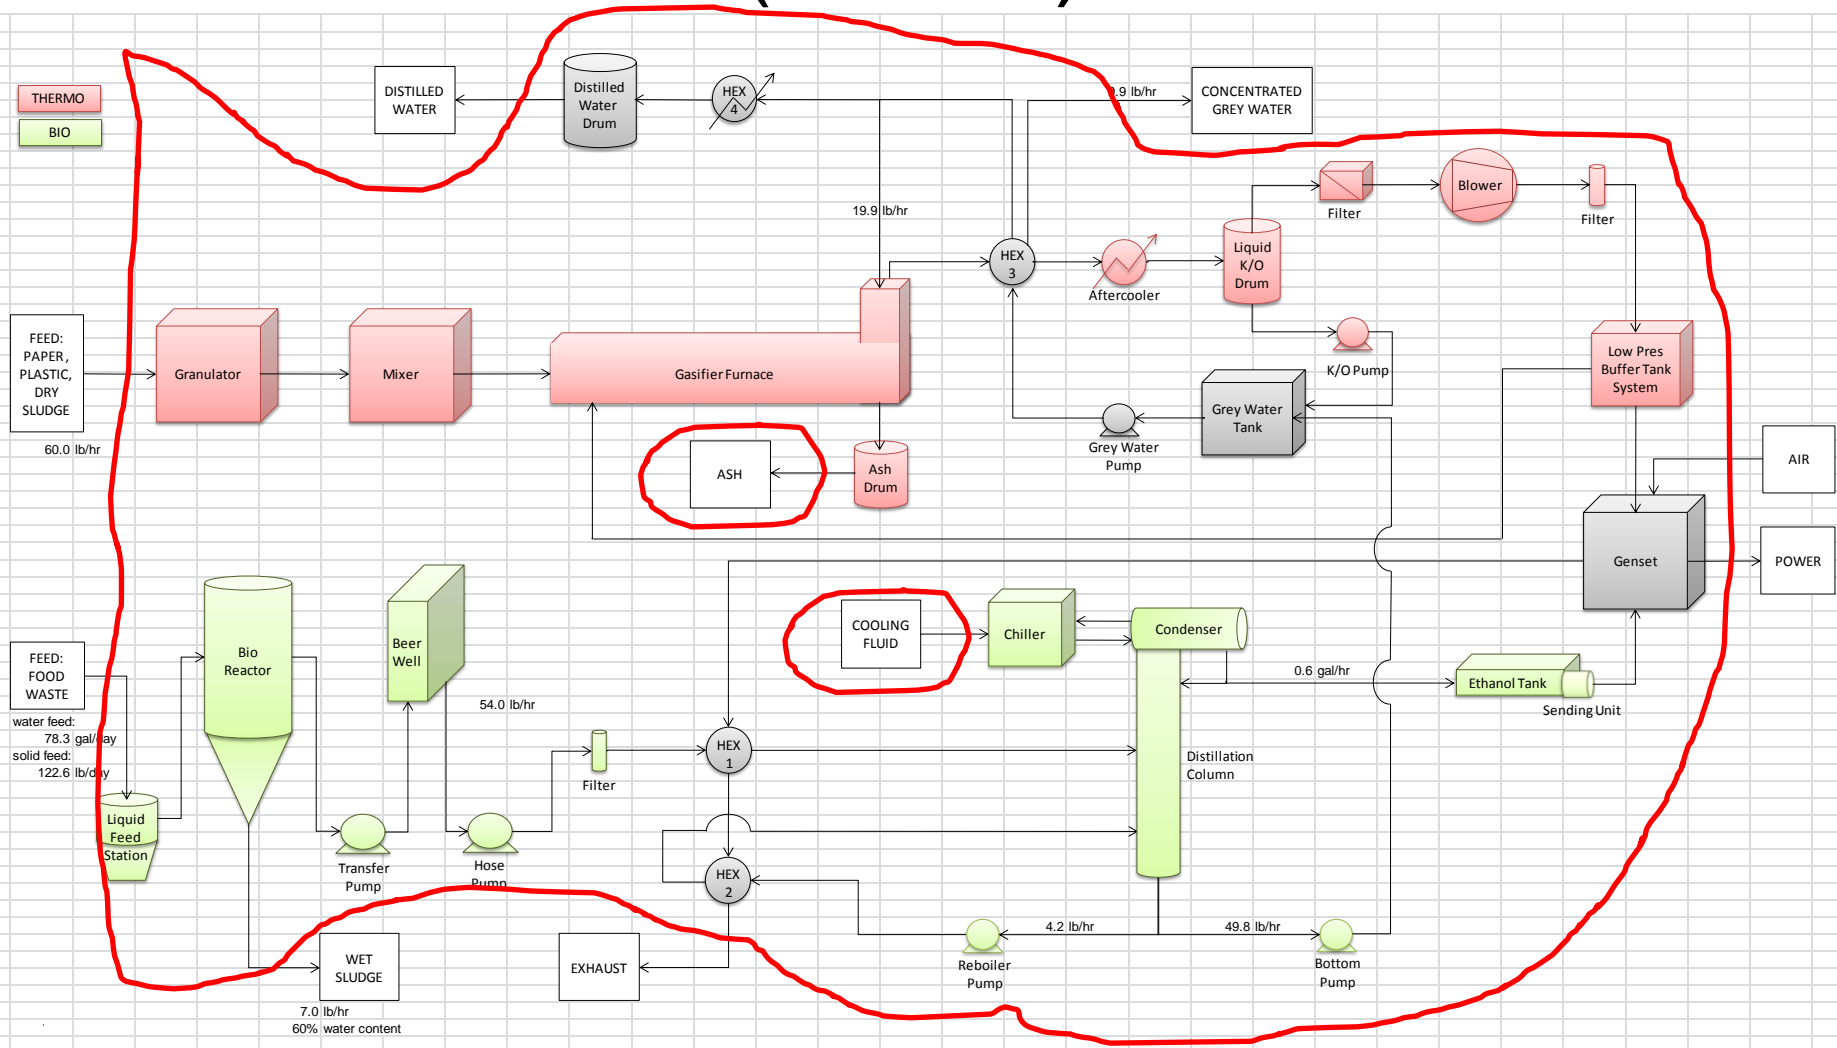 THERMO
BIO
DISTILLED
WATER
Distilled
Water
Drum
HEX
4
9.9 lb/hr
CONCENTRATED
GREY WATER
19.9 lb/hr
HEX
3
Aftercooler
Liquid
K/O
Drum
Filter
Blower
Filter
FEED:
PAPER,
PLASTIC,
DRY
SLUDGE
60.0 lb/hr
Granulator
Mixer
Gasifier Furnace
K/O Pump
Low Pres
Buffer Tank
System
Grey Water
Tank
Grey Water
Pump
ASH
Ash
Drum
AIR
Genset
POWER
FEED:
FOOD
WASTE
water feed:
78.3 gal/day
solid feed:
122.6 lb/day
Liquid
Feed
Station
Bio
Reactor
Beer
Well
54.0 lb/hr
COOLING
FLUID
Chiller
Condenser
0.6 gal/hr
Ethanol Tank
Sending Unit
Filter
HEX
1
Distillation
Column
Transfer
Pump
Hose
Pump
HEX
2
WET
SLUDGE
7.0 lb/hr
60% water content
EXHAUST
4.2 lb/hr
Reboiler
Pump
49.8 lb/hr
Bottom
Pump